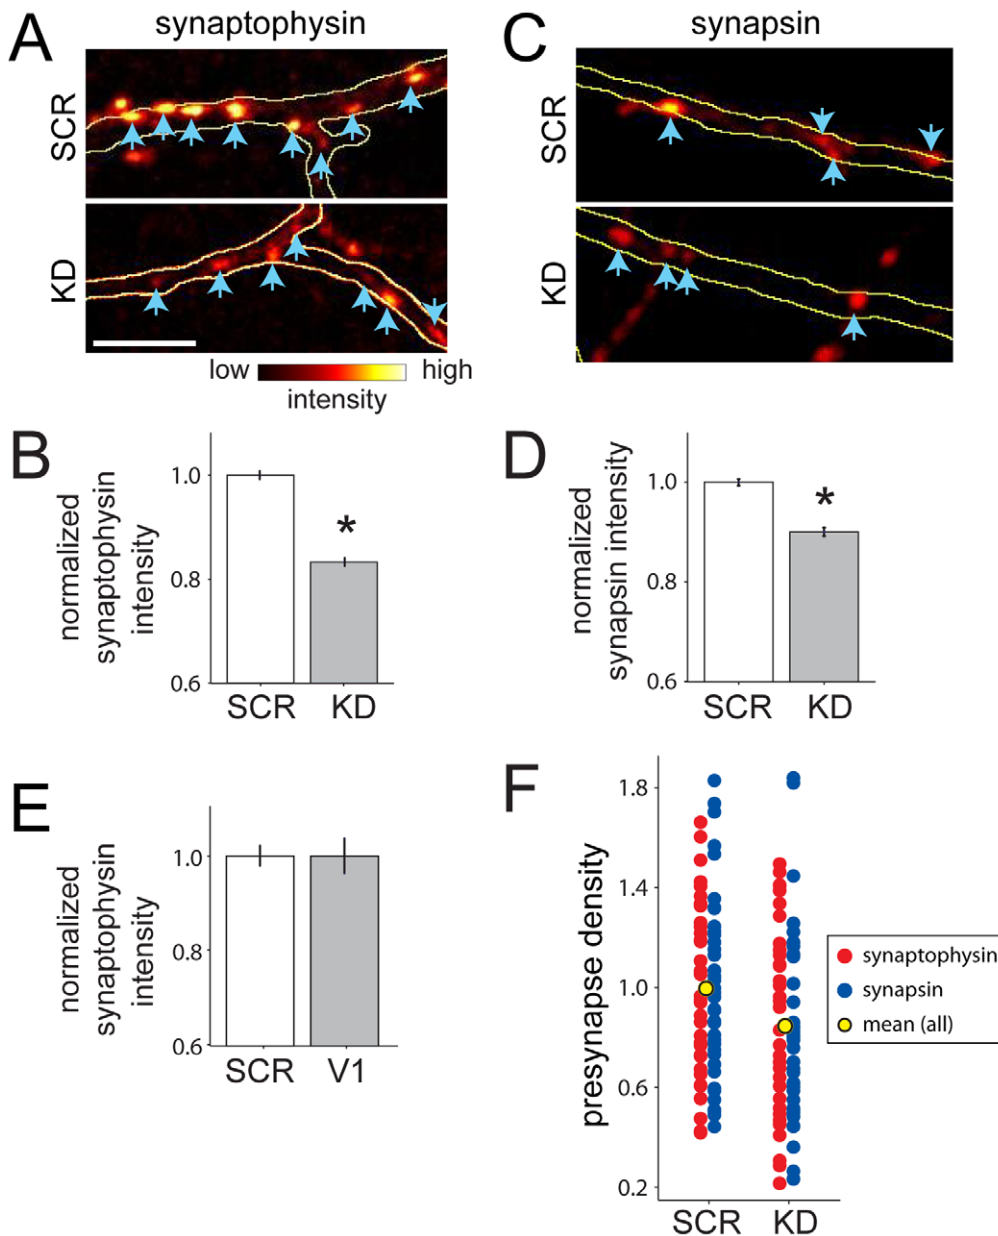 A
synaptophysin
SCR
KD
low
high
intensity
C
synapsin
SCR
KD
B
normalized
synaptophysin
intensity
1.0
0.8
0.6
*
SCR KD
D
normalized
synapsin intensity
1.0
0.8
0.6
*
SCR KD
E
normalized
synaptophysin
intensity
1.0
0.8
0.6
SCR V1
F
presynapse density
1.8
1.4
1.0
0.6
0.2
SCR KD
synaptophysin
synapsin
mean (all)